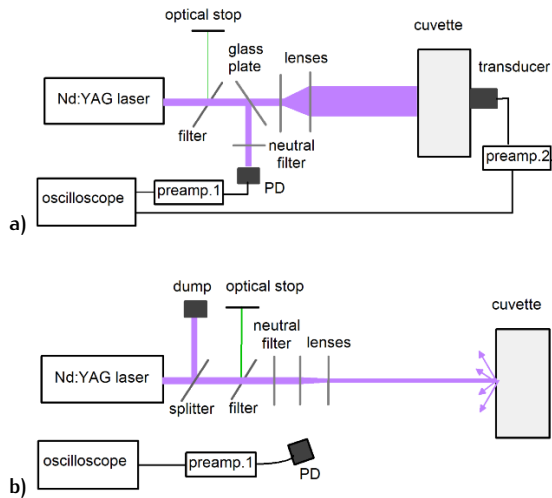 optical stop
glass
plate
lenses
cuvette
transducer
Nd:YAG laser
filter
neutral
filter
PD
preamp.1
preamp.2
oscilloscope
a)
dump
optical stop
neutral
filter
lenses
cuvette
Nd:YAG laser
splitter
filter
oscilloscope
preamp.1
PD
b)